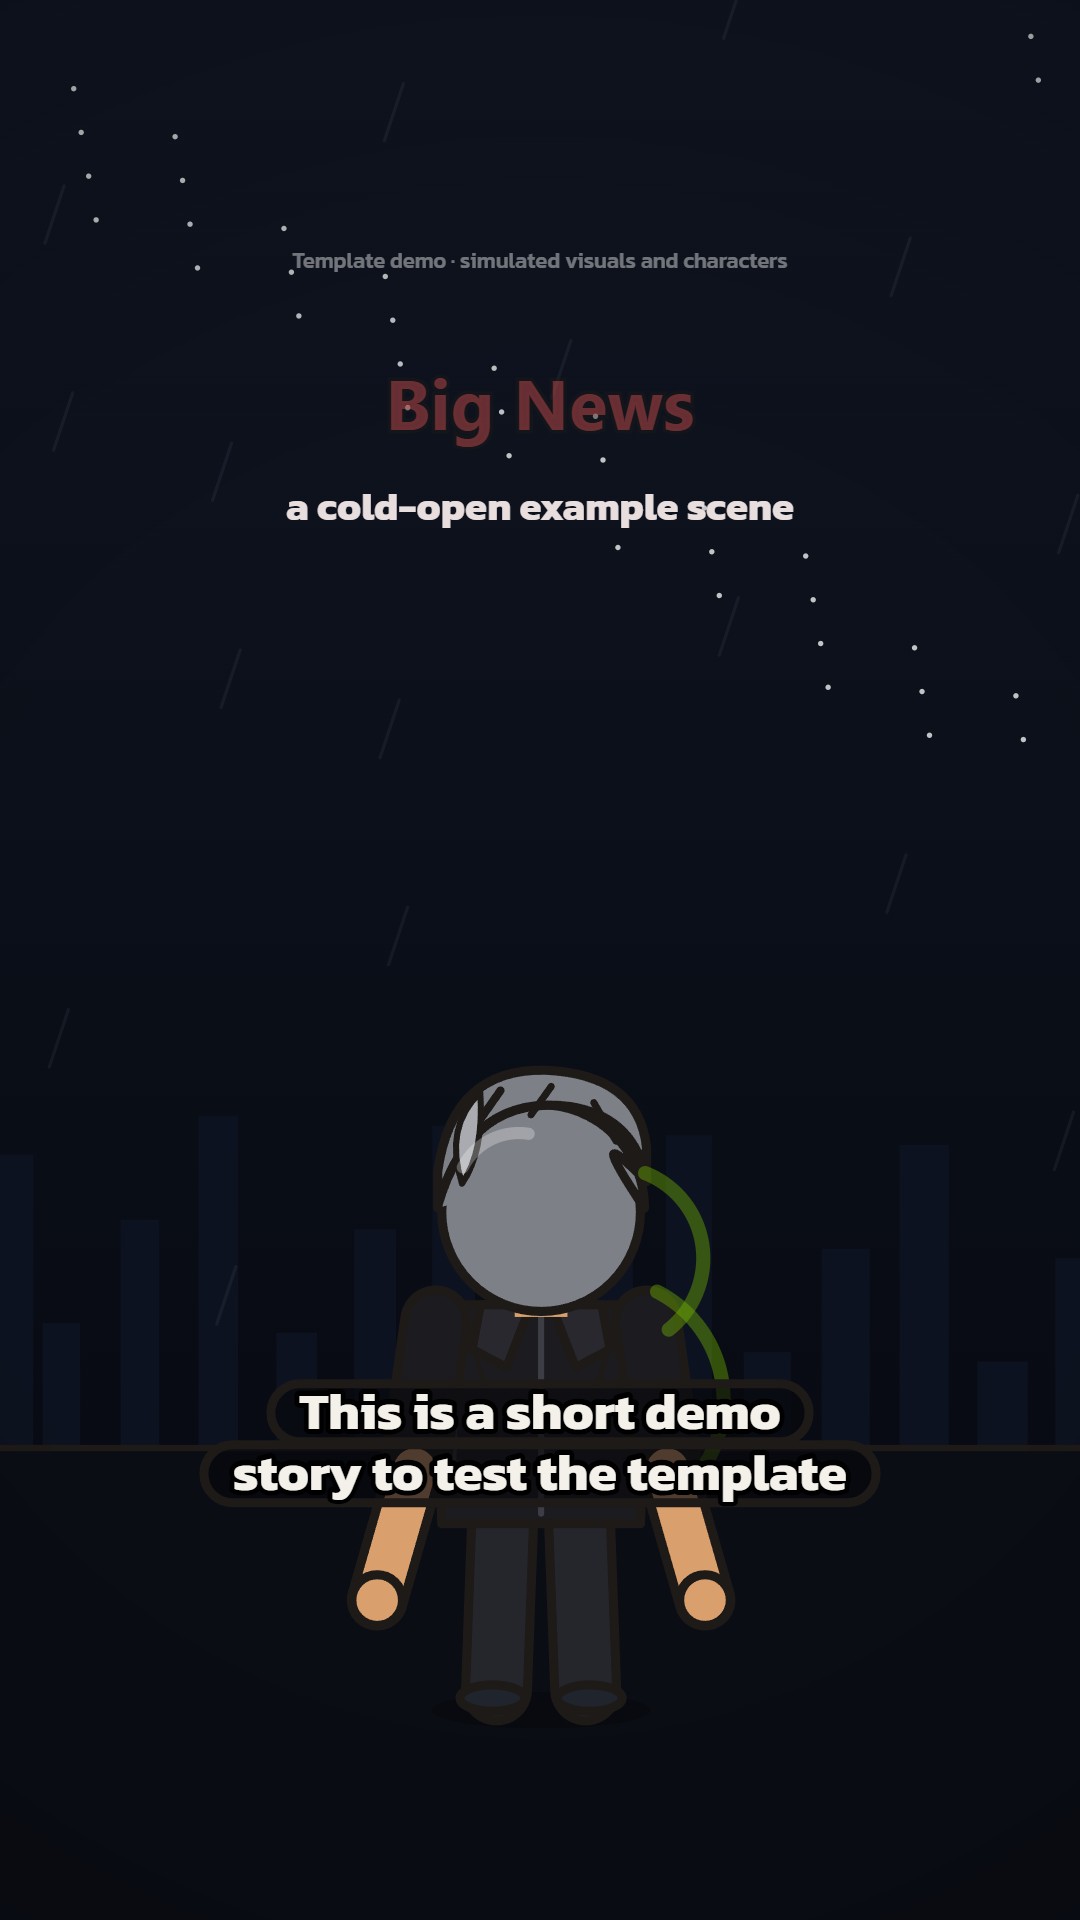 Template demo · simulated visuals and characters
Big News
a cold-open example scene
This is a short demo
story to test the template